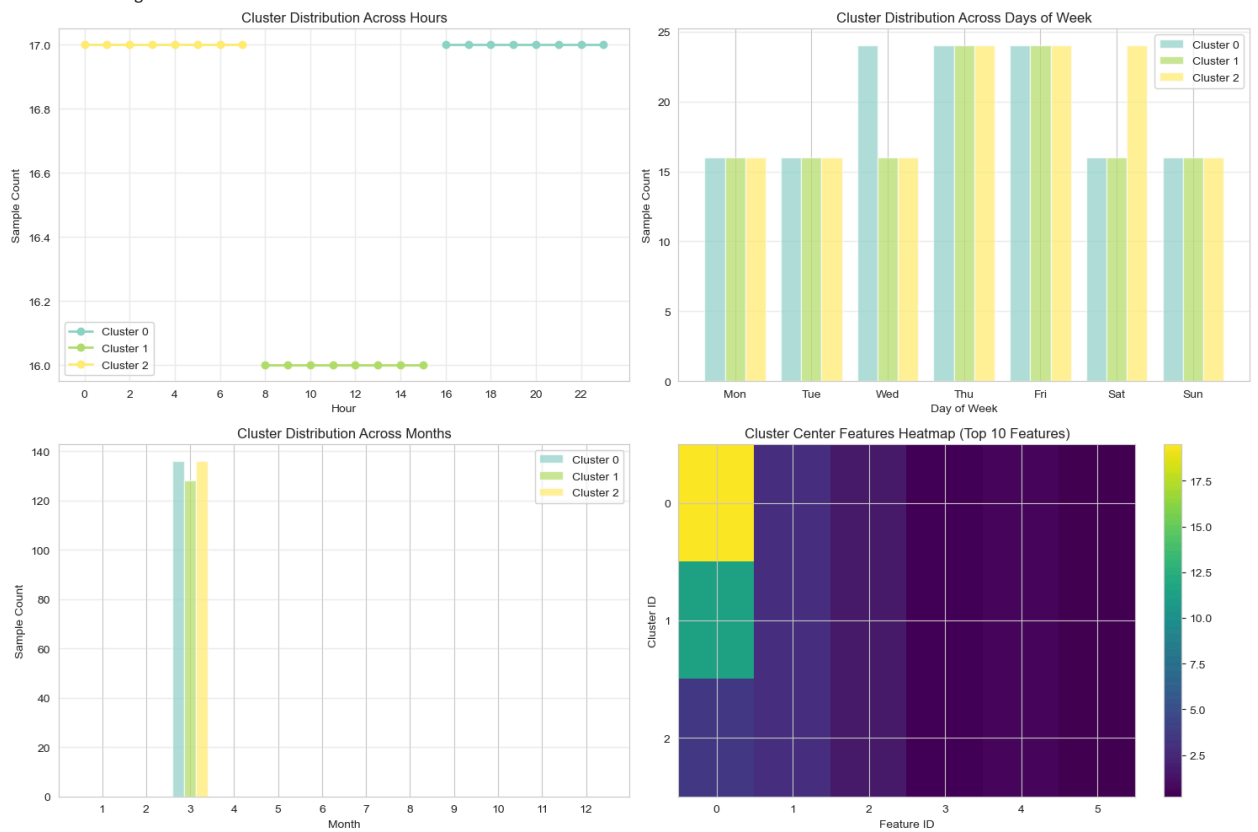 Cluster Distribution Across Hours
17.0
16.8
16.6
16.4
16.2
16.0
Sample Count
Cluster 0
Cluster 1
Cluster 2
0 2 4 6 8 10 12 14 16 18 20 22
Hour
Cluster Distribution Across Days of Week
25
20
15
10
5
0
Sample Count
Cluster 0
Cluster 1
Cluster 2
Mon Tue Wed Thu Fri Sat Sun
Day of Week
Cluster Distribution Across Months
140
120
100
80
60
40
20
0
Sample Count
Cluster 0
Cluster 1
Cluster 2
1 2 3 4 5 6 7 8 9 10 11 12
Month
Cluster Center Features Heatmap (Top 10 Features)
0
1
2
Cluster ID
0 1 2 3 4 5
Feature ID
17.5
15.0
12.5
10.0
7.5
5.0
2.5